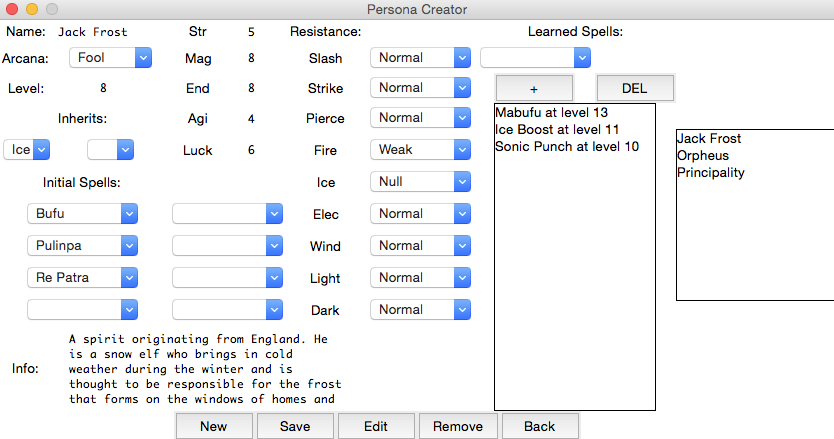 Persona Creator
Name: Jack Frost Str 5 Resistance: Learned Spells:
Arcana: Fool Mag 8 Slash Normal
Level: 8 End 8 Strike Normal + DEL
Inherits: Agi 4 Pierce Normal Mabufu at level 13
Ice Boost at level 11
Ice Luck 6 Fire Weak Sonic Punch at level 10 Jack Frost
Orpheus
Initial Spells: Ice Null Principality
Bufu Elec Normal
Pulinpa Wind Normal
Re Patra Light Normal
Dark Normal
Info: A spirit originating from England. He
is a snow elf who brings in cold
weather during the winter and is
thought to be responsible for the frost
that forms on the windows of homes and
New Save Edit Remove Back